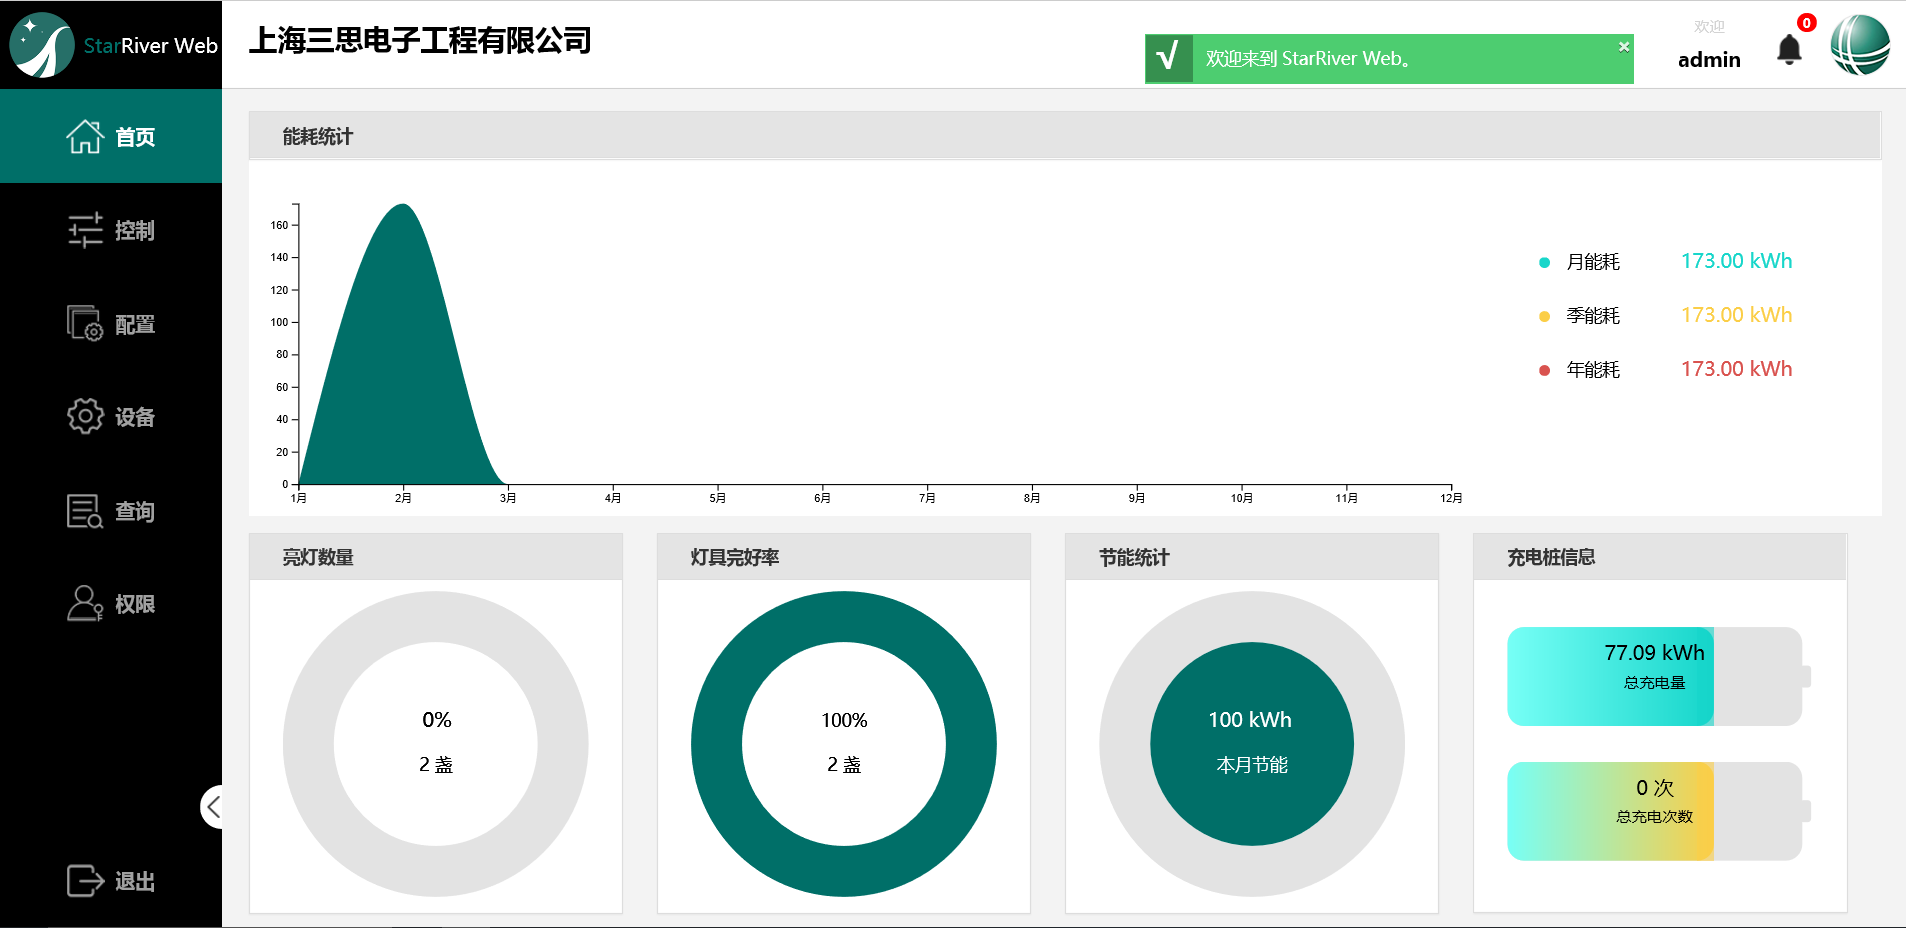 StarRiver Web
上海三思电子工程有限公司
√ 欢迎来到 StarRiver Web。 ×
欢迎
admin
0
首页
控制
配置
设备
查询
权限
退出
能耗统计
160
140
120
100
80
60
40
20
0
1月 2月 3月 4月 5月 6月 7月 8月 9月 10月 11月 12月
月能耗 173.00 kWh
季能耗 173.00 kWh
年能耗 173.00 kWh
亮灯数量
0%
2 盏
灯具完好率
100%
2 盏
节能统计
100 kWh
本月节能
充电桩信息
77.09 kWh
总充电量
0 次
总充电次数